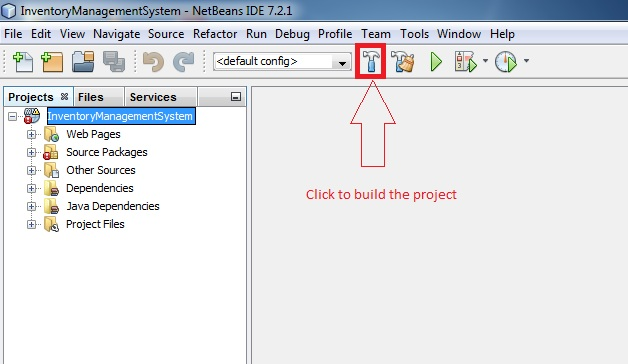 InventoryManagementSystem - NetBeans IDE 7.2.1
File Edit View Navigate Source Refactor Run Debug Profile Team Tools Window Help
<default config>
Projects Files Services
InventoryManagementSystem
Web Pages
Source Packages
Other Sources
Dependencies
Java Dependencies
Project Files
Click to build the project